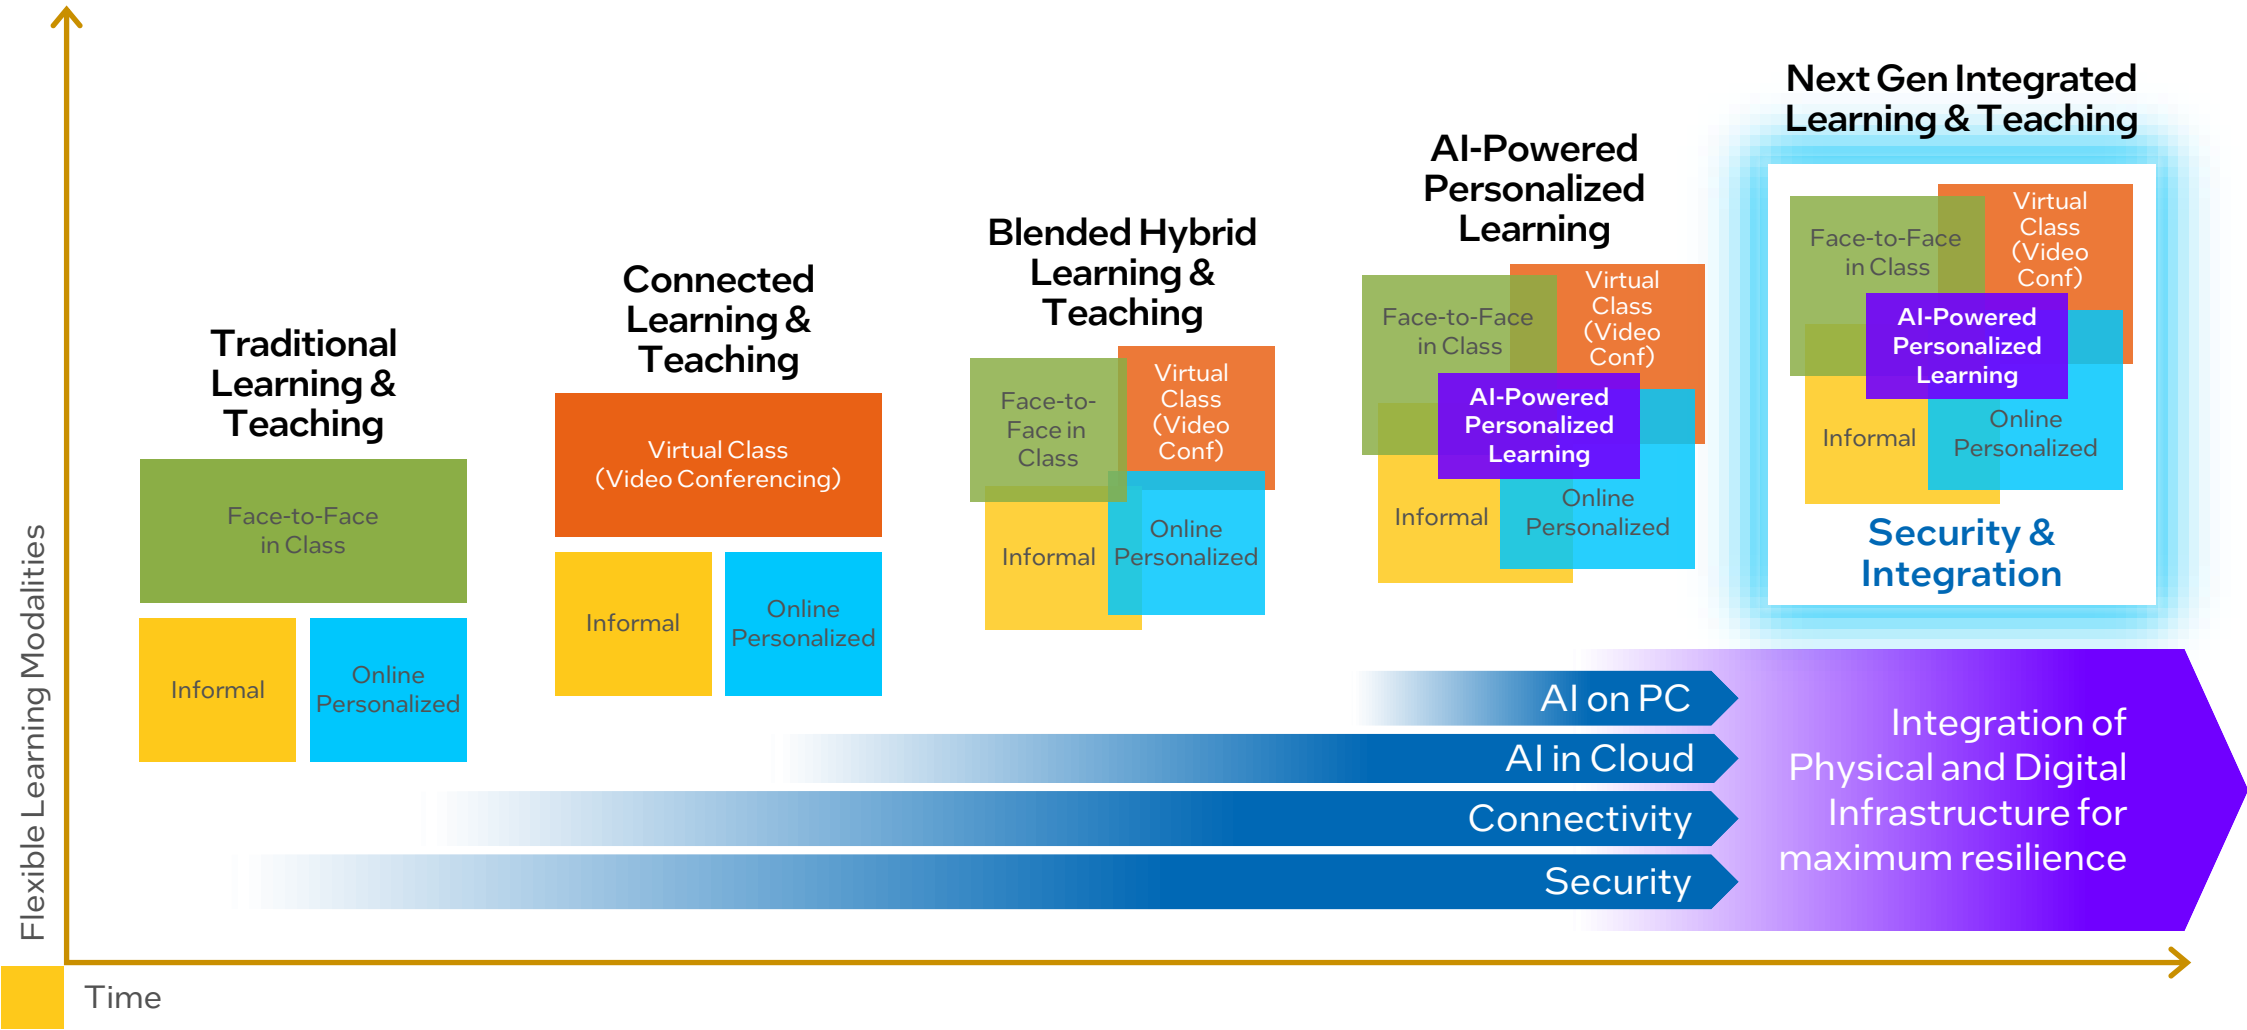 Flexible Learning Modalities
Time
Traditional
Learning &
Teaching
Face-to-Face
in Class
Informal
Online
Personalized
Connected
Learning &
Teaching
Virtual Class
(Video Conferencing)
Informal
Online
Personalized
Blended Hybrid
Learning &
Teaching
Face-to-
Face in
Class
Virtual
Class
(Video
Conf)
Informal
Online
Personalized
AI-Powered
Personalized
Learning
Face-to-Face
in Class
Virtual
Class
(Video
Conf)
AI-Powered
Personalized
Learning
Informal
Online
Personalized
Next Gen Integrated
Learning & Teaching
Face-to-Face
in Class
Virtual
Class
(Video
Conf)
AI-Powered
Personalized
Learning
Informal
Online
Personalized
Security &
Integration
AI on PC
AI in Cloud
Connectivity
Security
Integration of
Physical and Digital
Infrastructure for
maximum resilience